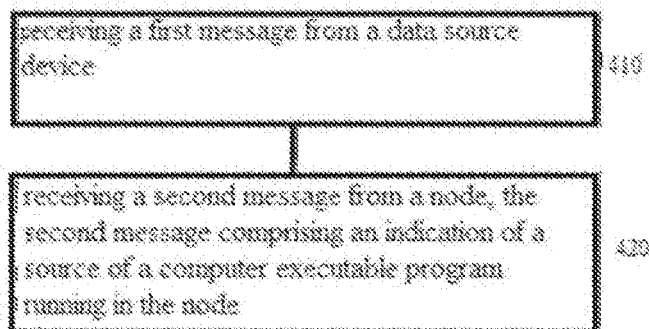 receiving a first message from a data source
device
410
receiving a second message from a node, the
second message comprising an indication of a
source of a computer executable program
running in the node
420